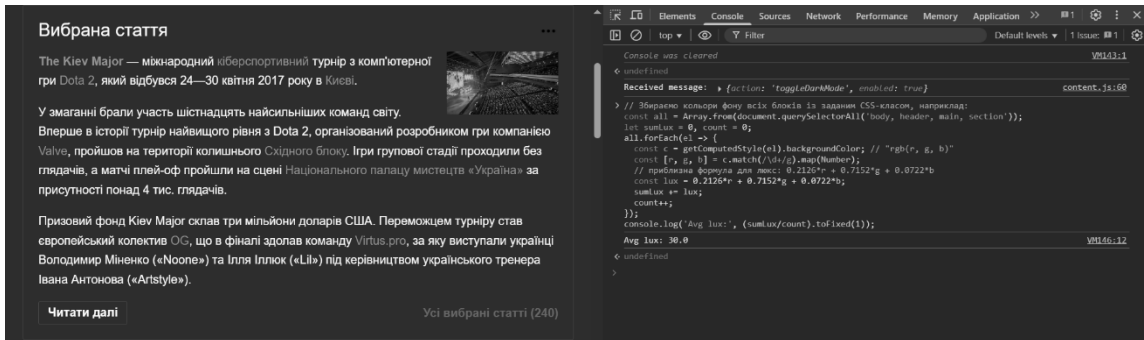 Вибрана стаття
The Kiev Major — міжнародний кіберспортивний турнір з комп'ютерної
гри Dota 2, який відбувся 24—30 квітня 2017 року в Києві.
У змаганні брали участь шістнадцять найсильніших команд світу.
Вперше в історії турнір найвищого рівня з Dota 2, організований розробником гри компанією
Valve, пройшов на території колишнього Східного блоку. Ігри групової стадії проходили без
глядачів, а матчі плей-оф пройшли на сцені Національного палацу мистецтв «Україна» за
присутності понад 4 тис. глядачів.
Призовий фонд Kiev Major склав три мільйони доларів США. Переможцем турніру став
європейський колектив OG, що в фіналі здолав команду Virtus.pro, за яку виступали українці
Володимир Міненко («Noone») та Ілля Іллюк («Lil») під керівництвом українського тренера
Івана Антонова («Artstyle»).
Читати далі
Усі вибрані статті (240)
Elements Console Sources Network Performance Memory Application 1
top Filter Default levels 1 Issue: 1
Console was cleared VM143:1
undefined
Received message: {action: 'toggleDarkMode', enabled: true} content.js:60
// Збираємо кольори фону всіх блоків із заданим CSS-класом, наприклад:
const all = Array.from(document.querySelectorAll('body, header, main, section'));
let sumLux = 0, count = 0;
all.forEach(el => {
const c = getComputedStyle(el).backgroundColor; // "rgb(r, g, b)"
const [r, g, b] = c.match(/\d+/g).map(Number);
// приблизна формула для люкс: 0.2126*r + 0.7152*g + 0.0722*b
const lux = 0.2126*r + 0.7152*g + 0.0722*b;
sumLux += lux;
count++;
});
console.log('Avg lux:', (sumLux/count).toFixed(1));
Avg lux: 30.0 VM146:12
undefined